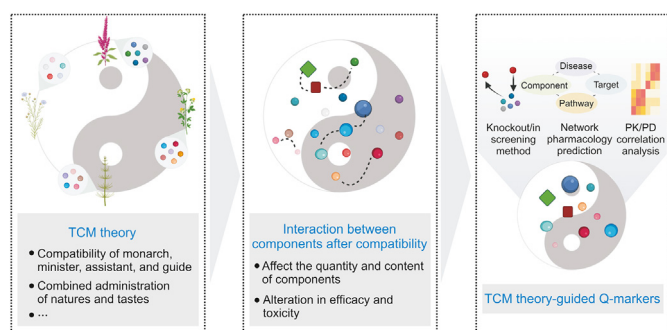 TCM theory
• Compatibility of monarch,
minister, assistant, and guide
• Combined administration
of natures and tastes
• ...
Interaction between
components after compatibility
• Affect the quantity and content
of components
• Alteration in efficacy and
toxicity
Disease
Component
Target
Pathway
Knockout/in
screening
method
Network
pharmacology
prediction
PK/PD
correlation
analysis
TCM theory-guided Q-markers